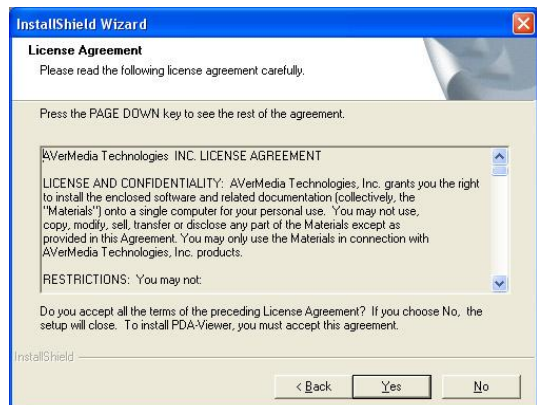 InstallShield Wizard
License Agreement
Please read the following license agreement carefully.
Press the PAGE DOWN key to see the rest of the agreement.
AVerMedia Technologies INC. LICENSE AGREEMENT
LICENSE AND CONFIDENTIALITY: AVerMedia Technologies, Inc. grants you the right
to install the enclosed software and related documentation (collectively, the
"Materials") onto a single computer for your personal use. You may not use,
copy, modify, sell, transfer or disclose any part of the Materials except as
provided in this Agreement. You may only use the Materials in connection with
AVerMedia Technologies, Inc. products.
RESTRICTIONS: You may not:
Do you accept all the terms of the preceding License Agreement? If you choose No, the
setup will close. To install PDA-Viewer, you must accept this agreement.
InstallShield
< Back
Yes
No